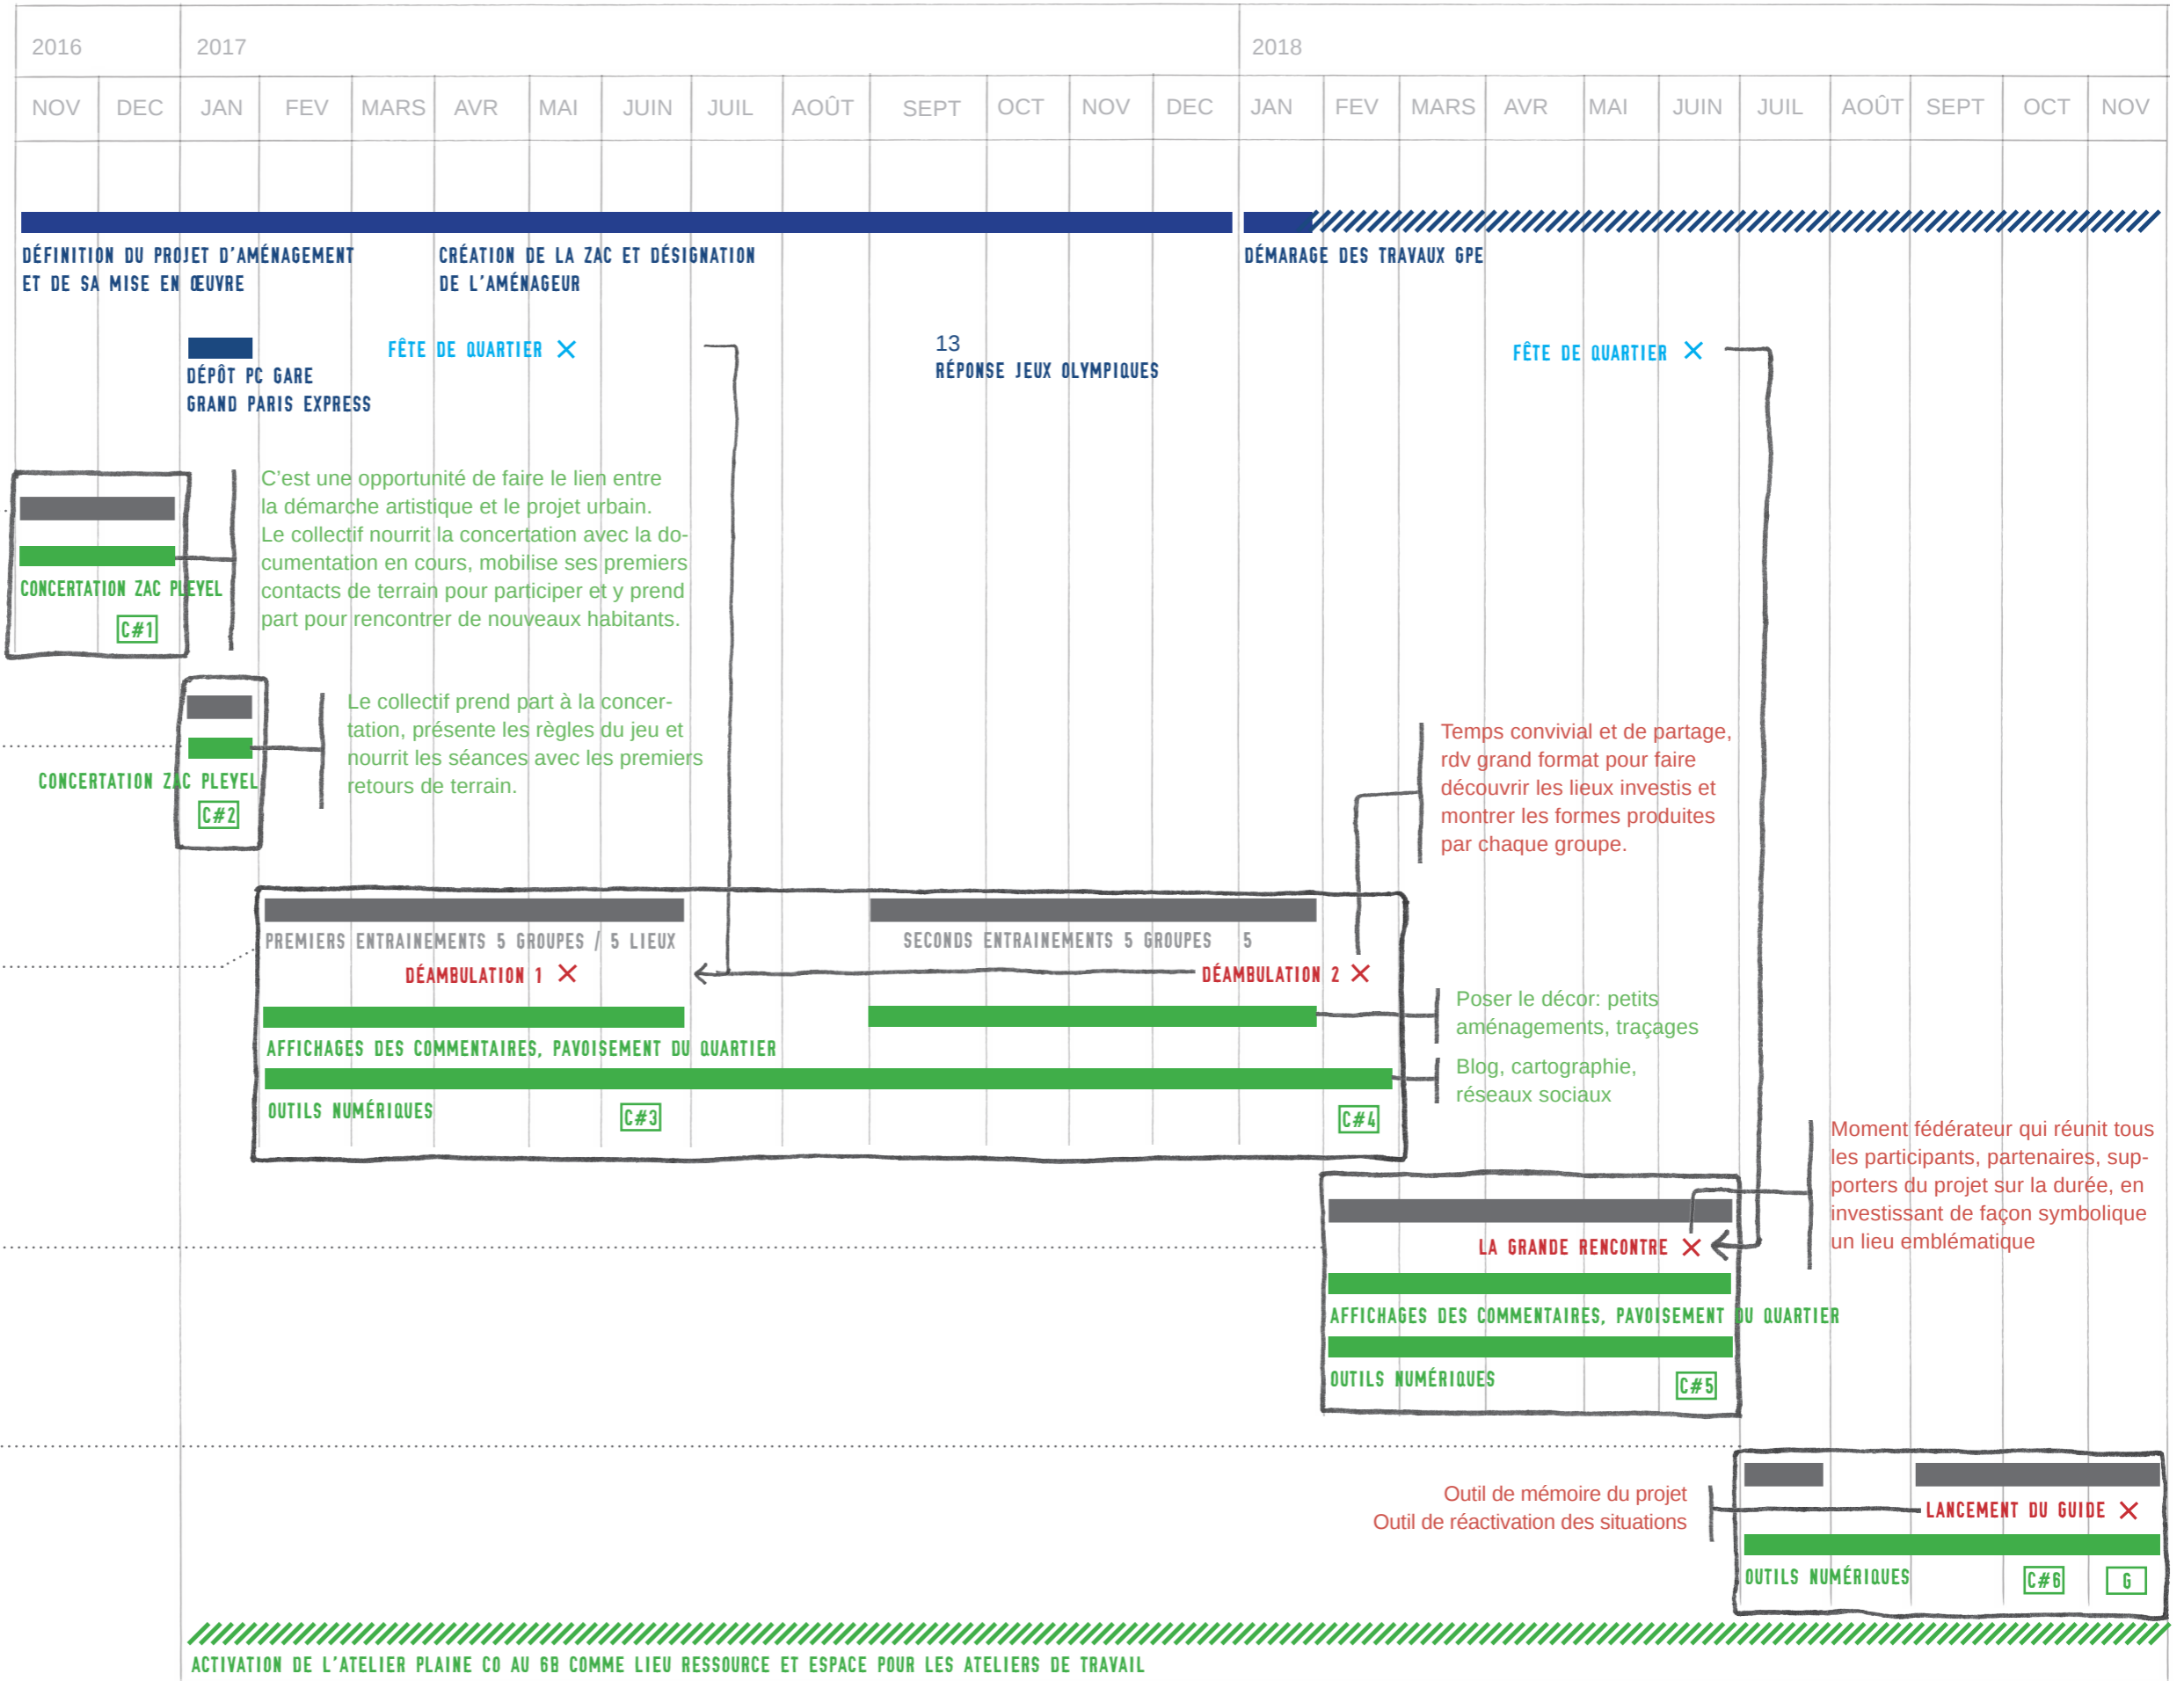 2016 2017 2018
NOV DEC JAN FEV MARS AVR MAI JUIN JUIL AOÛT SEPT OCT NOV DEC JAN FEV MARS AVR MAI JUIN JUIL AOÛT SEPT OCT NOV
DÉFINITION DU PROJET D'AMÉNAGEMENT
ET DE SA MISE EN ŒUVRE
CRÉATION DE LA ZAC ET DÉSIGNATION
DE L'AMÉNAGEUR
DÉMARAGE DES TRAVAUX GPE
DÉPÔT PC GARE
GRAND PARIS EXPRESS
FÊTE DE QUARTIER
13
RÉPONSE JEUX OLYMPIQUES
FÊTE DE QUARTIER
CONCERTATION ZAC PLEYEL
C#1
C'est une opportunité de faire le lien entre
la démarche artistique et le projet urbain.
Le collectif nourrit la concertation avec la do-
cumentation en cours, mobilise ses premiers
contacts de terrain pour participer et y prend
part pour rencontrer de nouveaux habitants.
CONCERTATION ZAC PLEYEL
C#2
Le collectif prend part à la concer-
tation, présente les règles du jeu et
nourrit les séances avec les premiers
retours de terrain.
Temps convivial et de partage,
rdv grand format pour faire
découvrir les lieux investis et
montrer les formes produites
par chaque groupe.
PREMIERS ENTRAINEMENTS 5 GROUPES / 5 LIEUX
SECONDS ENTRAINEMENTS 5 GROUPES 5
DÉAMBULATION 1
DÉAMBULATION 2
AFFICHAGES DES COMMENTAIRES, PAVOISEMENT DU QUARTIER
OUTILS NUMÉRIQUES
C#3
C#4
Poser le décor: petits
aménagements, traçages
Blog, cartographie,
réseaux sociaux
Moment fédérateur qui réunit tous
les participants, partenaires, sup-
porters du projet sur la durée, en
investissant de façon symbolique
un lieu emblématique
LA GRANDE RENCONTRE
AFFICHAGES DES COMMENTAIRES, PAVOISEMENT DU QUARTIER
OUTILS NUMÉRIQUES
C#5
Outil de mémoire du projet
Outil de réactivation des situations
LANCEMENT DU GUIDE
OUTILS NUMÉRIQUES
C#6
G
ACTIVATION DE L'ATELIER PLAINE CO AU 6B COMME LIEU RESSOURCE ET ESPACE POUR LES ATELIERS DE TRAVAIL